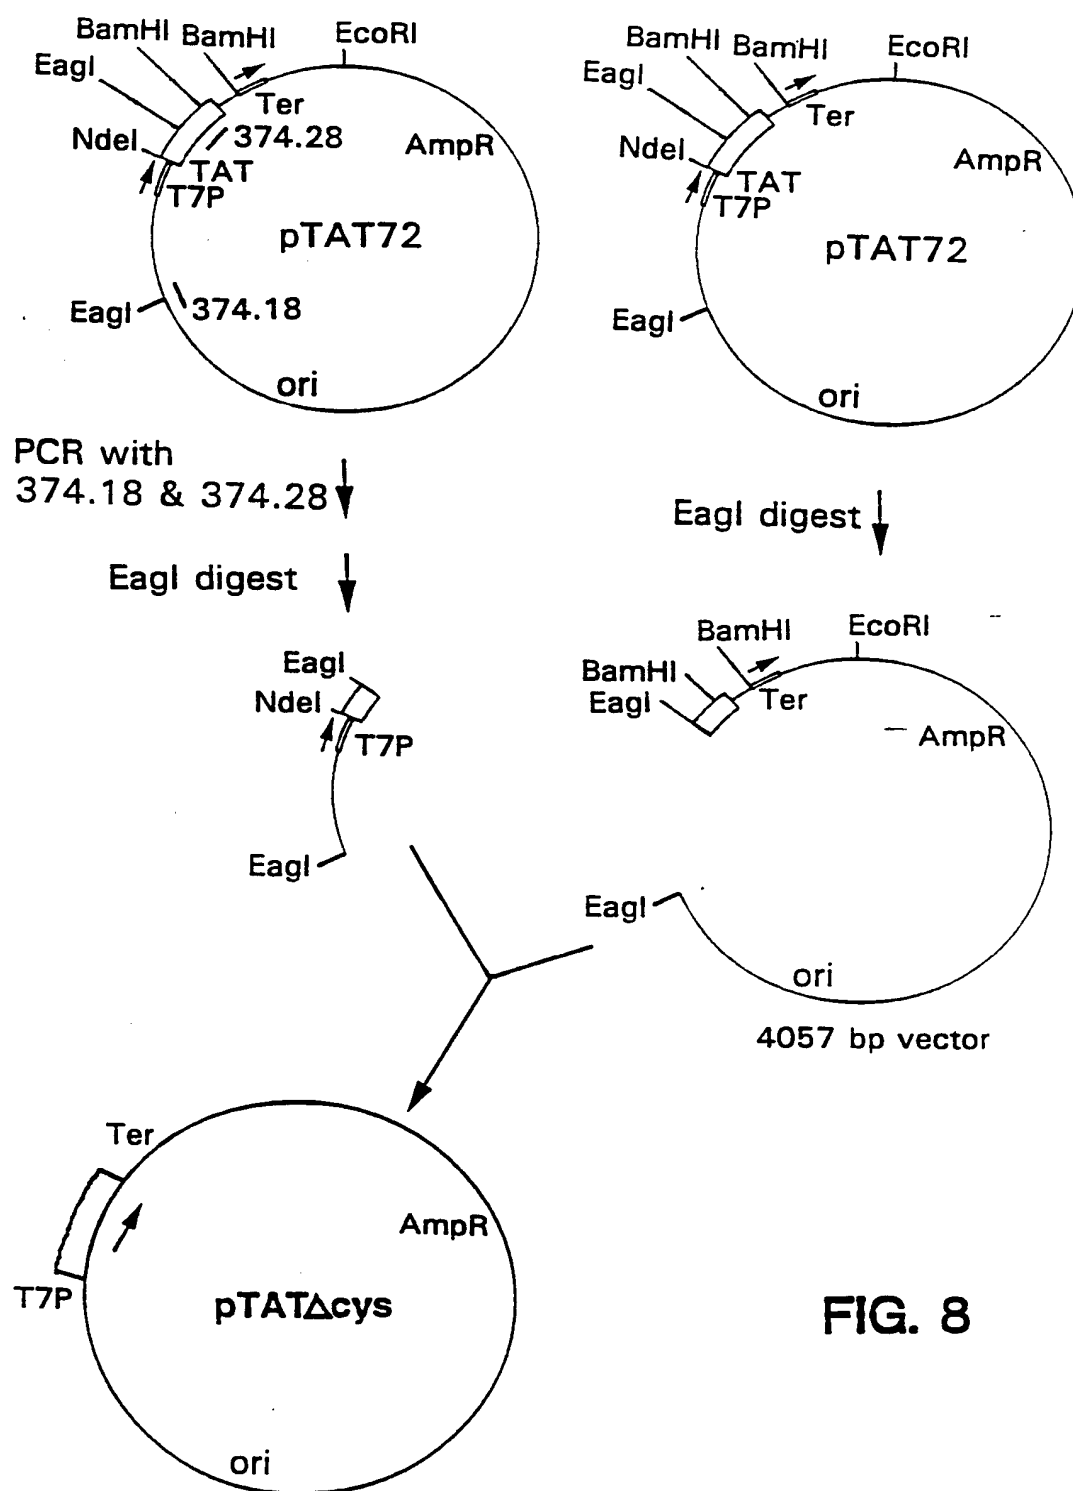 BamHI
BamHI
EcoRI
EagI
Ter
NdeI
374.28
AmpR
TAT
T7P
pTAT72
EagI
374.18
ori
BamHI
BamHI
EcoRI
EagI
Ter
NdeI
AmpR
TAT
T7P
pTAT72
EagI
ori
PCR with
374.18 & 374.28
EagI digest
EagI digest
EagI
NdeI
T7P
EagI
BamHI
EcoRI
BamHI
EagI
Ter
AmpR
EagI
ori
4057 bp vector
Ter
AmpR
T7P
pTATΔcys
ori
FIG. 8